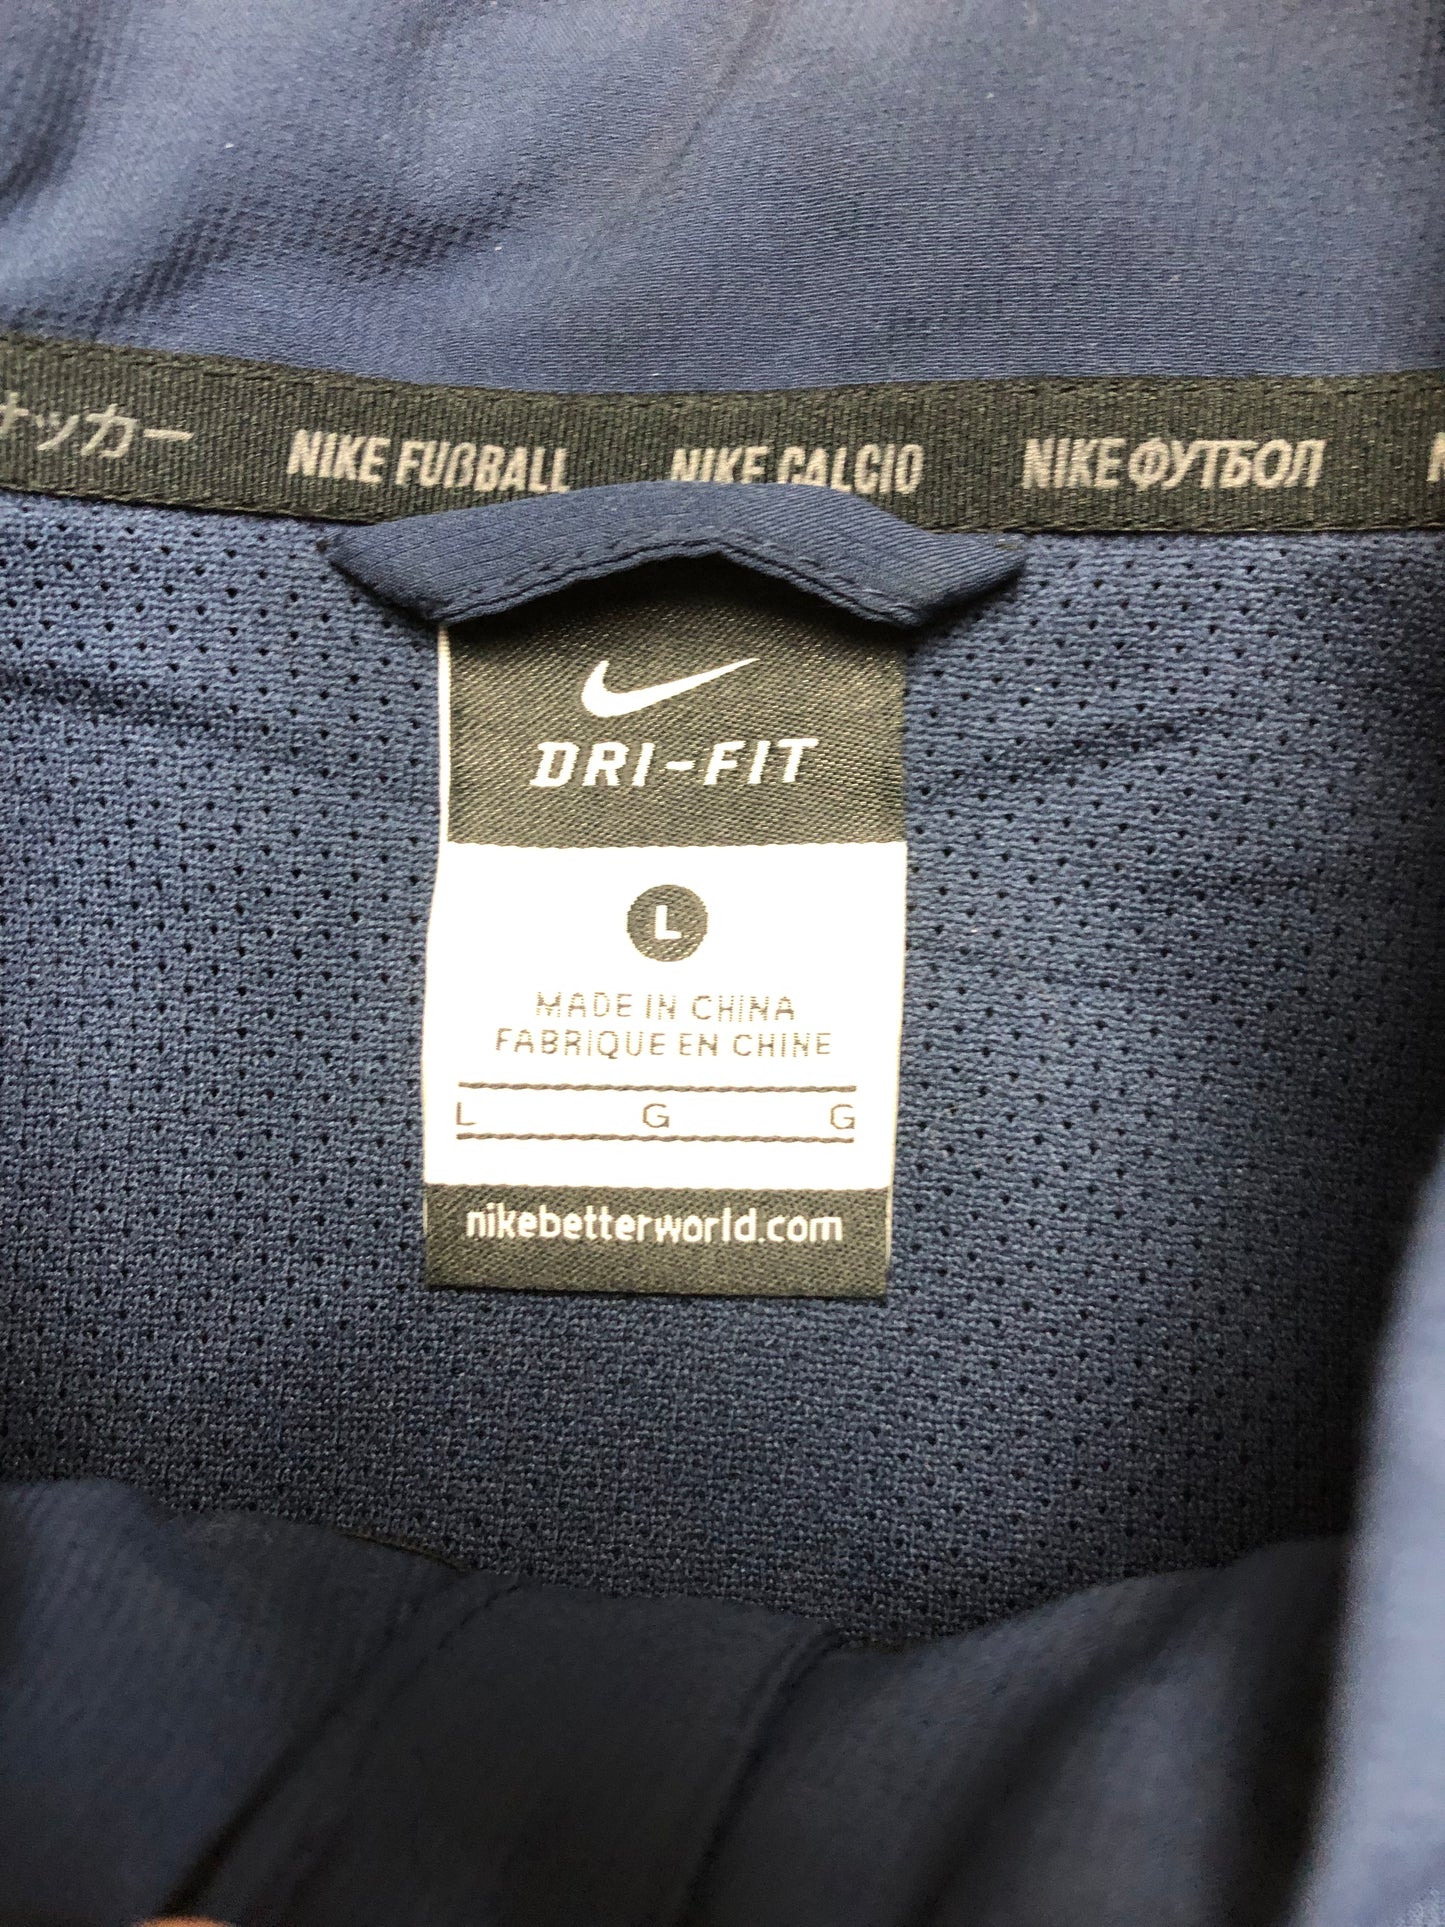 ッカー NIKE FUßBALL NIKE CALCIO NIKE ФУТБОЛ
DRI-FIT
L
MADE IN CHINA
FABRIQUE EN CHINE
L G G
nikebetterworld.com